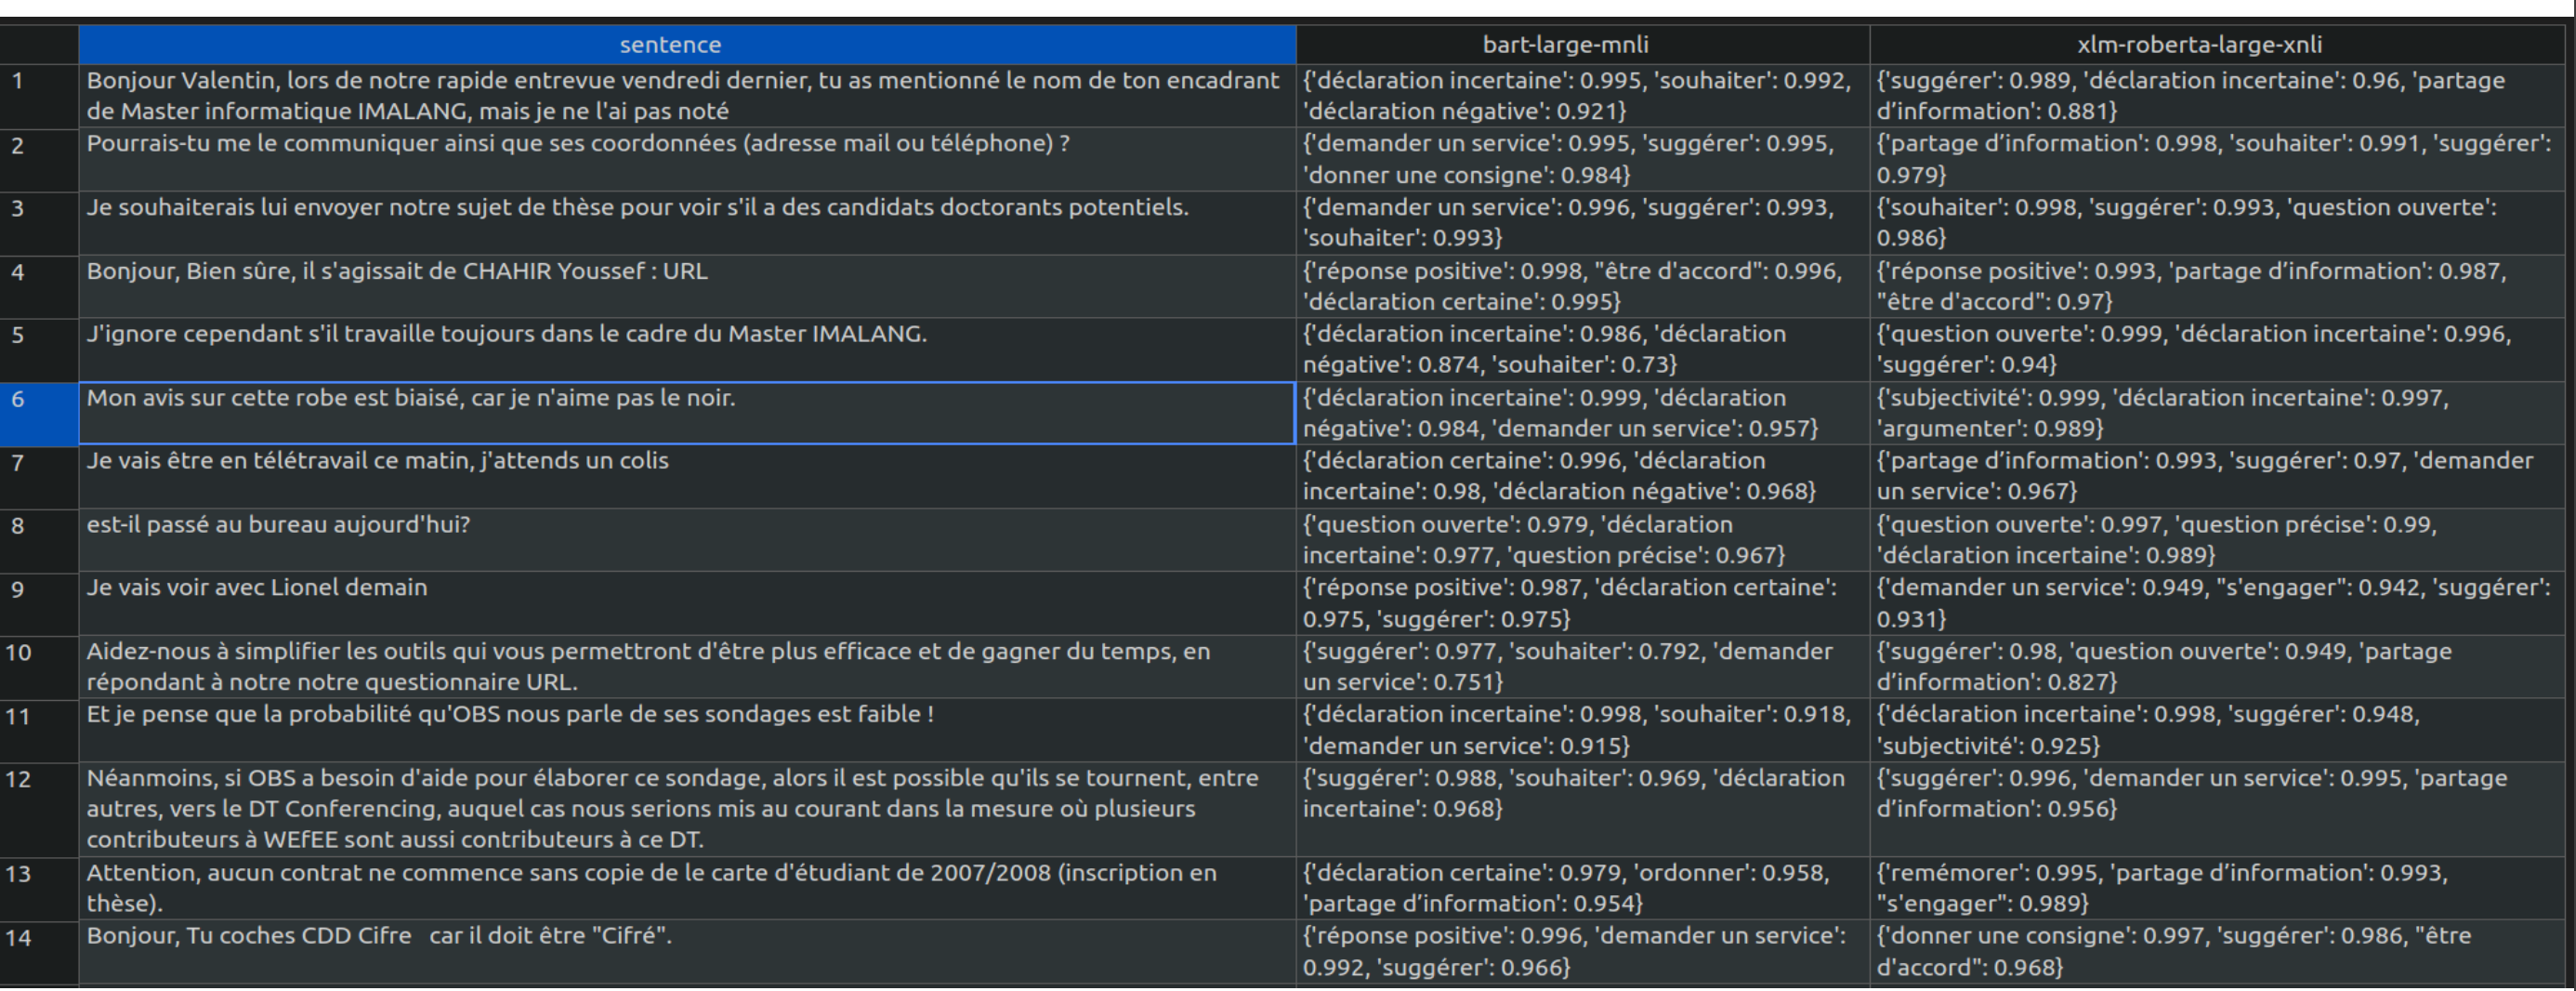 sentence bart-large-mnli xlm-roberta-large-xnli
1 Bonjour Valentin, lors de notre rapide entrevue vendredi dernier, tu as mentionné le nom de ton encadrant {'déclaration incertaine': 0.995, 'souhaiter': 0.992, {'suggérer': 0.989, 'déclaration incertaine': 0.96, 'partage
de Master informatique IMALANG, mais je ne l'ai pas noté 'déclaration négative': 0.921} d’information': 0.881}
2 Pourrais-tu me le communiquer ainsi que ses coordonnées (adresse mail ou téléphone) ? {'demander un service': 0.995, 'suggérer': 0.995, {'partage d’information': 0.998, 'souhaiter': 0.991, 'suggérer':
'donner une consigne': 0.984} 0.979}
3 Je souhaiterais lui envoyer notre sujet de thèse pour voir s'il a des candidats doctorants potentiels. {'demander un service': 0.996, 'suggérer': 0.993, {'souhaiter': 0.998, 'suggérer': 0.993, 'question ouverte':
'souhaiter': 0.993} 0.986}
4 Bonjour, Bien sûre, il s'agissait de CHAHIR Youssef : URL {'réponse positive': 0.998, "être d'accord": 0.996, {'réponse positive': 0.993, 'partage d’information': 0.987,
'déclaration certaine': 0.995} "être d'accord": 0.97}
5 J'ignore cependant s'il travaille toujours dans le cadre du Master IMALANG. {'déclaration incertaine': 0.986, 'déclaration {'question ouverte': 0.999, 'déclaration incertaine': 0.996,
négative': 0.874, 'souhaiter': 0.73} 'suggérer': 0.94}
6 Mon avis sur cette robe est biaisé, car je n'aime pas le noir. {'déclaration incertaine': 0.999, 'déclaration {'subjectivité': 0.999, 'déclaration incertaine': 0.997,
négative': 0.984, 'demander un service': 0.957} 'argumenter': 0.989}
7 Je vais être en télétravail ce matin, j'attends un colis {'déclaration certaine': 0.996, 'déclaration {'partage d’information': 0.993, 'suggérer': 0.97, 'demander
incertaine': 0.98, 'déclaration négative': 0.968} un service': 0.967}
8 est-il passé au bureau aujourd'hui? {'question ouverte': 0.979, 'déclaration {'question ouverte': 0.997, 'question précise': 0.99,
incertaine': 0.977, 'question précise': 0.967} 'déclaration incertaine': 0.989}
9 Je vais voir avec Lionel demain {'réponse positive': 0.987, 'déclaration certaine': {'demander un service': 0.949, "s'engager": 0.942, 'suggérer':
0.975, 'suggérer': 0.975} 0.931}
10 Aidez-nous à simplifier les outils qui vous permettront d'être plus efficace et de gagner du temps, en {'suggérer': 0.977, 'souhaiter': 0.792, 'demander {'suggérer': 0.98, 'question ouverte': 0.949, 'partage
répondant à notre notre questionnaire URL. un service': 0.751} d’information': 0.827}
11 Et je pense que la probabilité qu'OBS nous parle de ses sondages est faible ! {'déclaration incertaine': 0.998, 'souhaiter': 0.918, {'déclaration incertaine': 0.998, 'suggérer': 0.948,
'demander un service': 0.915} 'subjectivité': 0.925}
12 Néanmoins, si OBS a besoin d'aide pour élaborer ce sondage, alors il est possible qu'ils se tournent, entre {'suggérer': 0.988, 'souhaiter': 0.969, 'déclaration {'suggérer': 0.996, 'demander un service': 0.995, 'partage
autres, vers le DT Conferencing, auquel cas nous serions mis au courant dans la mesure où plusieurs incertaine': 0.968} d’information': 0.956}
contributeurs à WEfEE sont aussi contributeurs à ce DT.
13 Attention, aucun contrat ne commence sans copie de le carte d'étudiant de 2007/2008 (inscription en {'déclaration certaine': 0.979, 'ordonner': 0.958, {'remémorer': 0.995, 'partage d’information': 0.993,
thèse). 'partage d’information': 0.954} "s'engager": 0.989}
14 Bonjour, Tu coches CDD Cifre car il doit être "Cifré". {'réponse positive': 0.996, 'demander un service': {'donner une consigne': 0.997, 'suggérer': 0.986, "être
0.992, 'suggérer': 0.966} d'accord": 0.968}